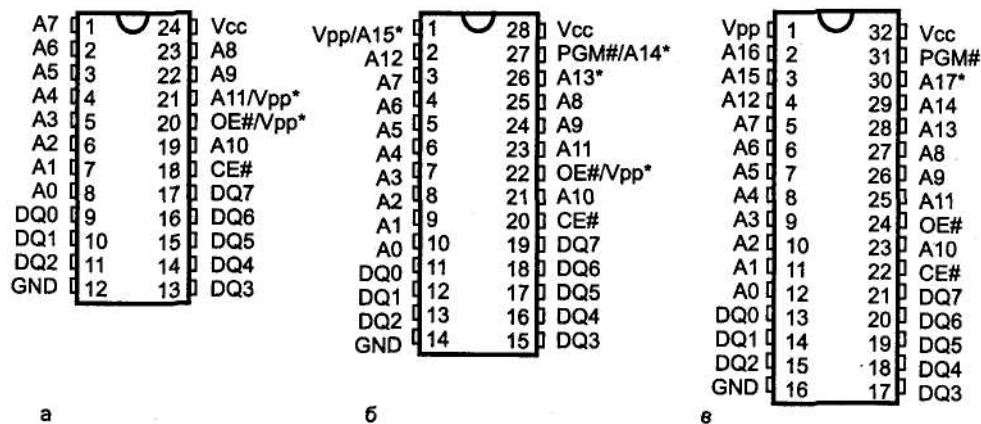 A7 1 24 Vcc
A6 2 23 A8
A5 3 22 A9
A4 4 21 A11/Vpp*
A3 5 20 OE#/Vpp*
A2 6 19 A10
A1 7 18 CE#
A0 8 17 DQ7
DQ0 9 16 DQ6
DQ1 10 15 DQ5
DQ2 11 14 DQ4
GND 12 13 DQ3
а
Vpp/A15* 1 28 Vcc
A12 2 27 PGM#/A14*
A7 3 26 A13*
A6 4 25 A8
A5 5 24 A9
A4 6 23 A11
A3 7 22 OE#/Vpp*
A2 8 21 A10
A1 9 20 CE#
A0 10 19 DQ7
DQ0 11 18 DQ6
DQ1 12 17 DQ5
DQ2 13 16 DQ4
GND 14 15 DQ3
б
Vpp 1 32 Vcc
A16 2 31 PGM#
A15 3 30 A17*
A12 4 29 A14
A7 5 28 A13
A6 6 27 A8
A5 7 26 A9
A4 8 25 A11
A3 9 24 OE#
A2 10 23 A10
A1 11 22 CE#
A0 12 21 DQ7
DQ0 13 20 DQ6
DQ1 14 19 DQ5
DQ2 15 18 DQ4
GND 16 17 DQ3
в